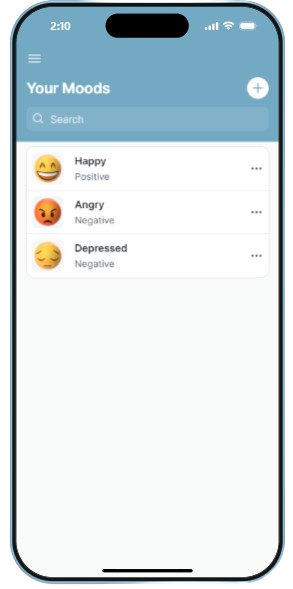 2:10
Your Moods
Search
Happy
Positive
Angry
Negative
Depressed
Negative